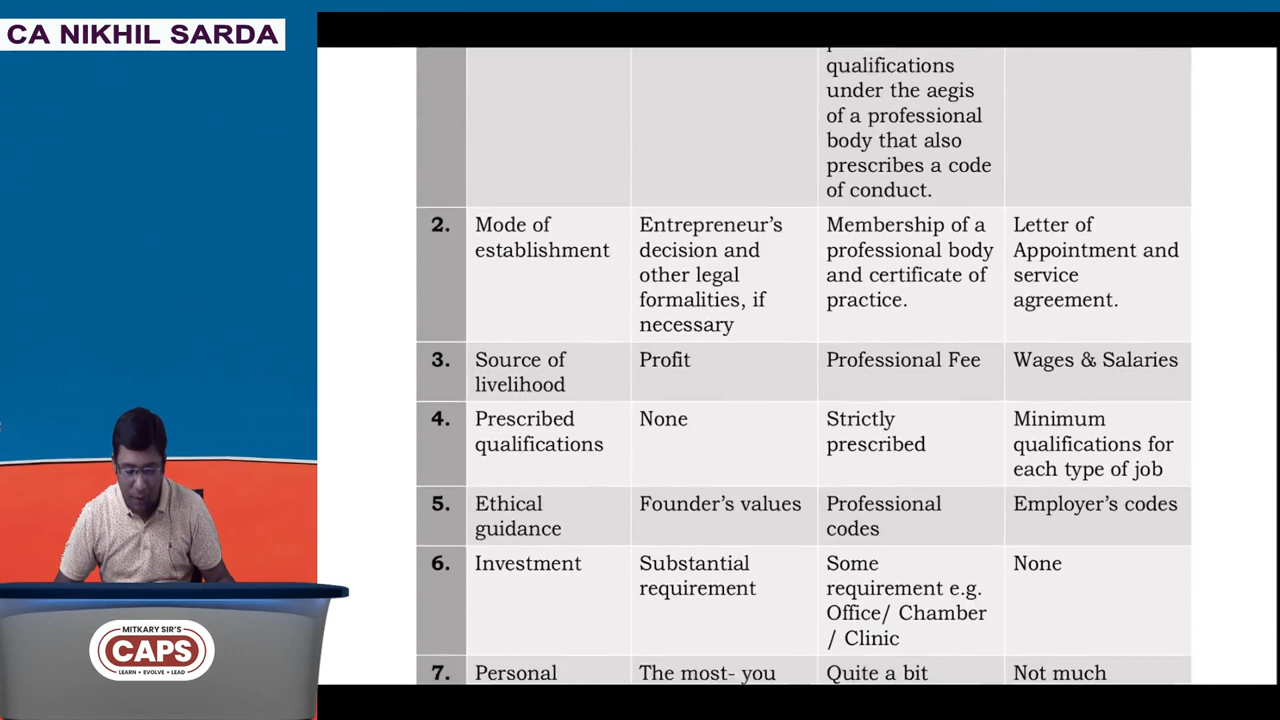 CA NIKHIL SARDA
qualifications
under the aegis
of a professional
body that also
prescribes a code
of conduct.
2. Mode of establishment
Entrepreneur's decision and other legal formalities, if necessary
Membership of a professional body and certificate of practice.
Letter of Appointment and service agreement.
3. Source of livelihood
Profit
Professional Fee
Wages & Salaries
4. Prescribed qualifications
None
Strictly prescribed
Minimum qualifications for each type of job
5. Ethical guidance
Founder's values
Professional codes
Employer's codes
6. Investment
Substantial requirement
Some requirement e.g. Office/ Chamber / Clinic
None
7. Personal
The most- you
Quite a bit
Not much
MITKARY SIR'S
CAPS
LEARN • EVOLVE • LEAD